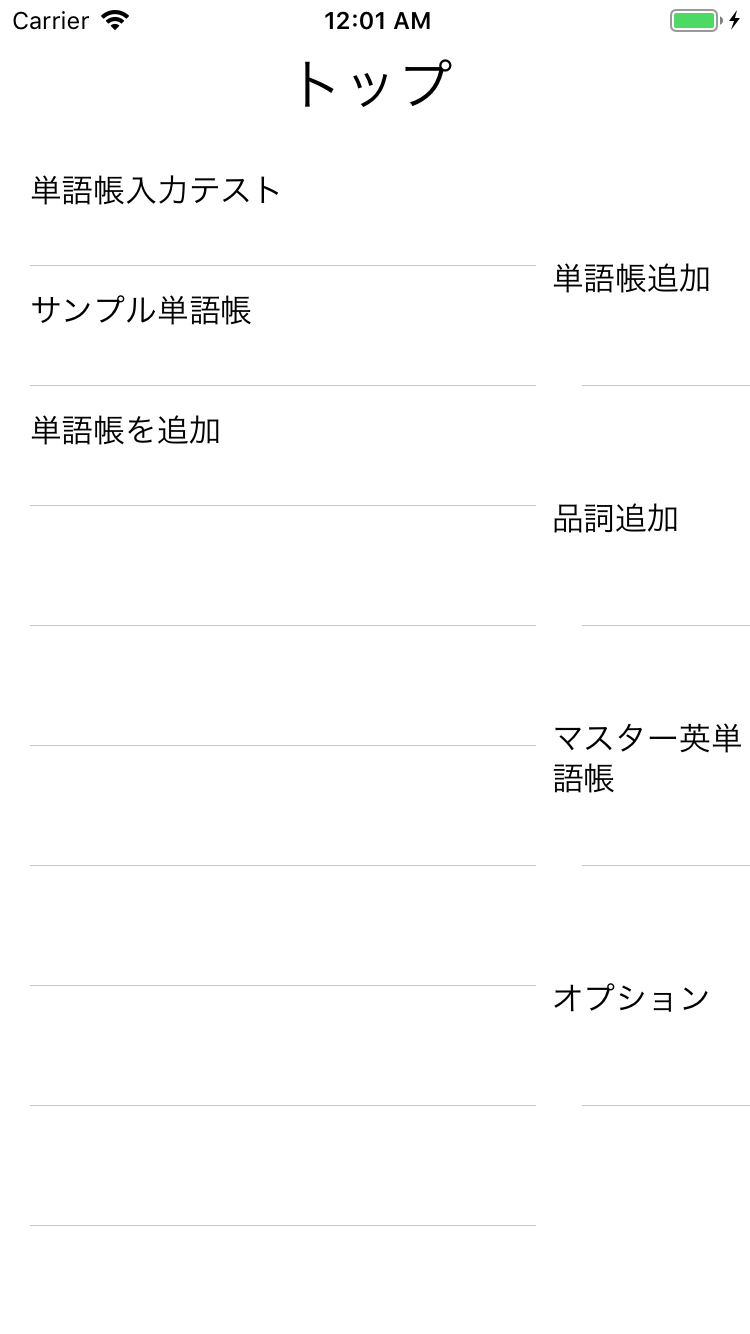 Carrier 12:01 AM
トップ
単語帳入力テスト
サンプル単語帳
単語帳を追加
単語帳追加
品詞追加
マスター英単
語帳
オプション